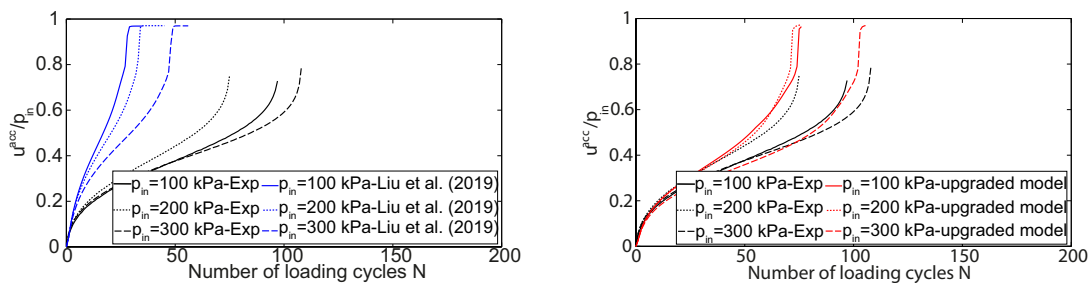 1
0.8
0.6
0.4
0.2
0
u^acc/p_in
p_in=100 kPa-Exp
p_in=200 kPa-Exp
p_in=300 kPa-Exp
p_in=100 kPa-Liu et al. (2019)
p_in=200 kPa-Liu et al. (2019)
p_in=300 kPa-Liu et al. (2019)
0 50 100 150 200
Number of loading cycles N
1
0.8
0.6
0.4
0.2
0
u^acc/p_in
p_in=100 kPa-Exp
p_in=200 kPa-Exp
p_in=300 kPa-Exp
p_in=100 kPa-upgraded model
p_in=200 kPa-upgraded model
p_in=300 kPa-upgraded model
0 50 100 150 200
Number of loading cycles N